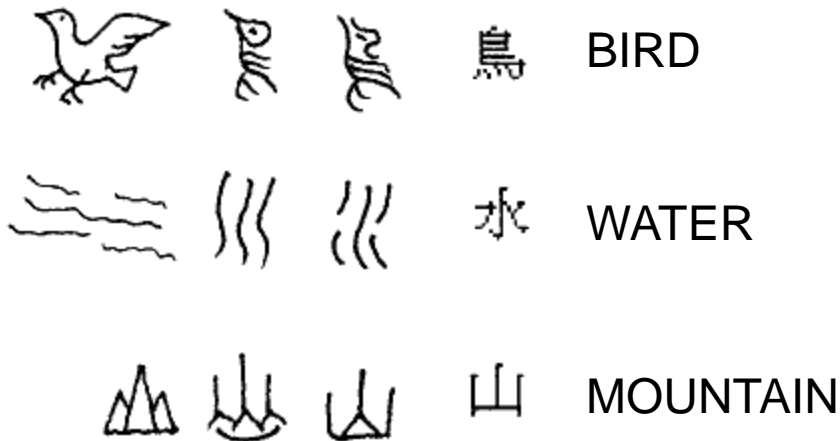 鳥 BIRD
水 WATER
山 MOUNTAIN